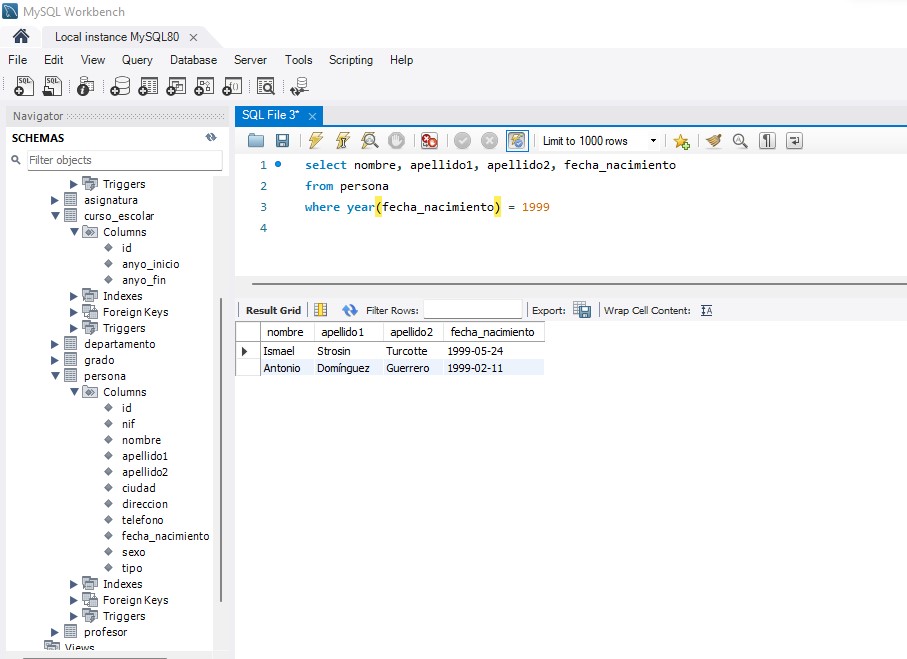 MySQL Workbench
Local instance MySQL80
File Edit View Query Database Server Tools Scripting Help
Navigator
SCHEMAS
Filter objects
Triggers
asignatura
curso_escolar
Columns
id
anyo_inicio
anyo_fin
Indexes
Foreign Keys
Triggers
departamento
grado
persona
Columns
id
nif
nombre
apellido1
apellido2
ciudad
direccion
telefono
fecha_nacimiento
sexo
tipo
Indexes
Foreign Keys
Triggers
profesor
Views
SQL File 3*
Limit to 1000 rows
1 select nombre, apellido1, apellido2, fecha_nacimiento
2 from persona
3 where year(fecha_nacimiento) = 1999
4
Result Grid Filter Rows: Export: Wrap Cell Content:
nombre apellido1 apellido2 fecha_nacimiento
Ismael Strosin Turcotte 1999-05-24
Antonio Domínguez Guerrero 1999-02-11